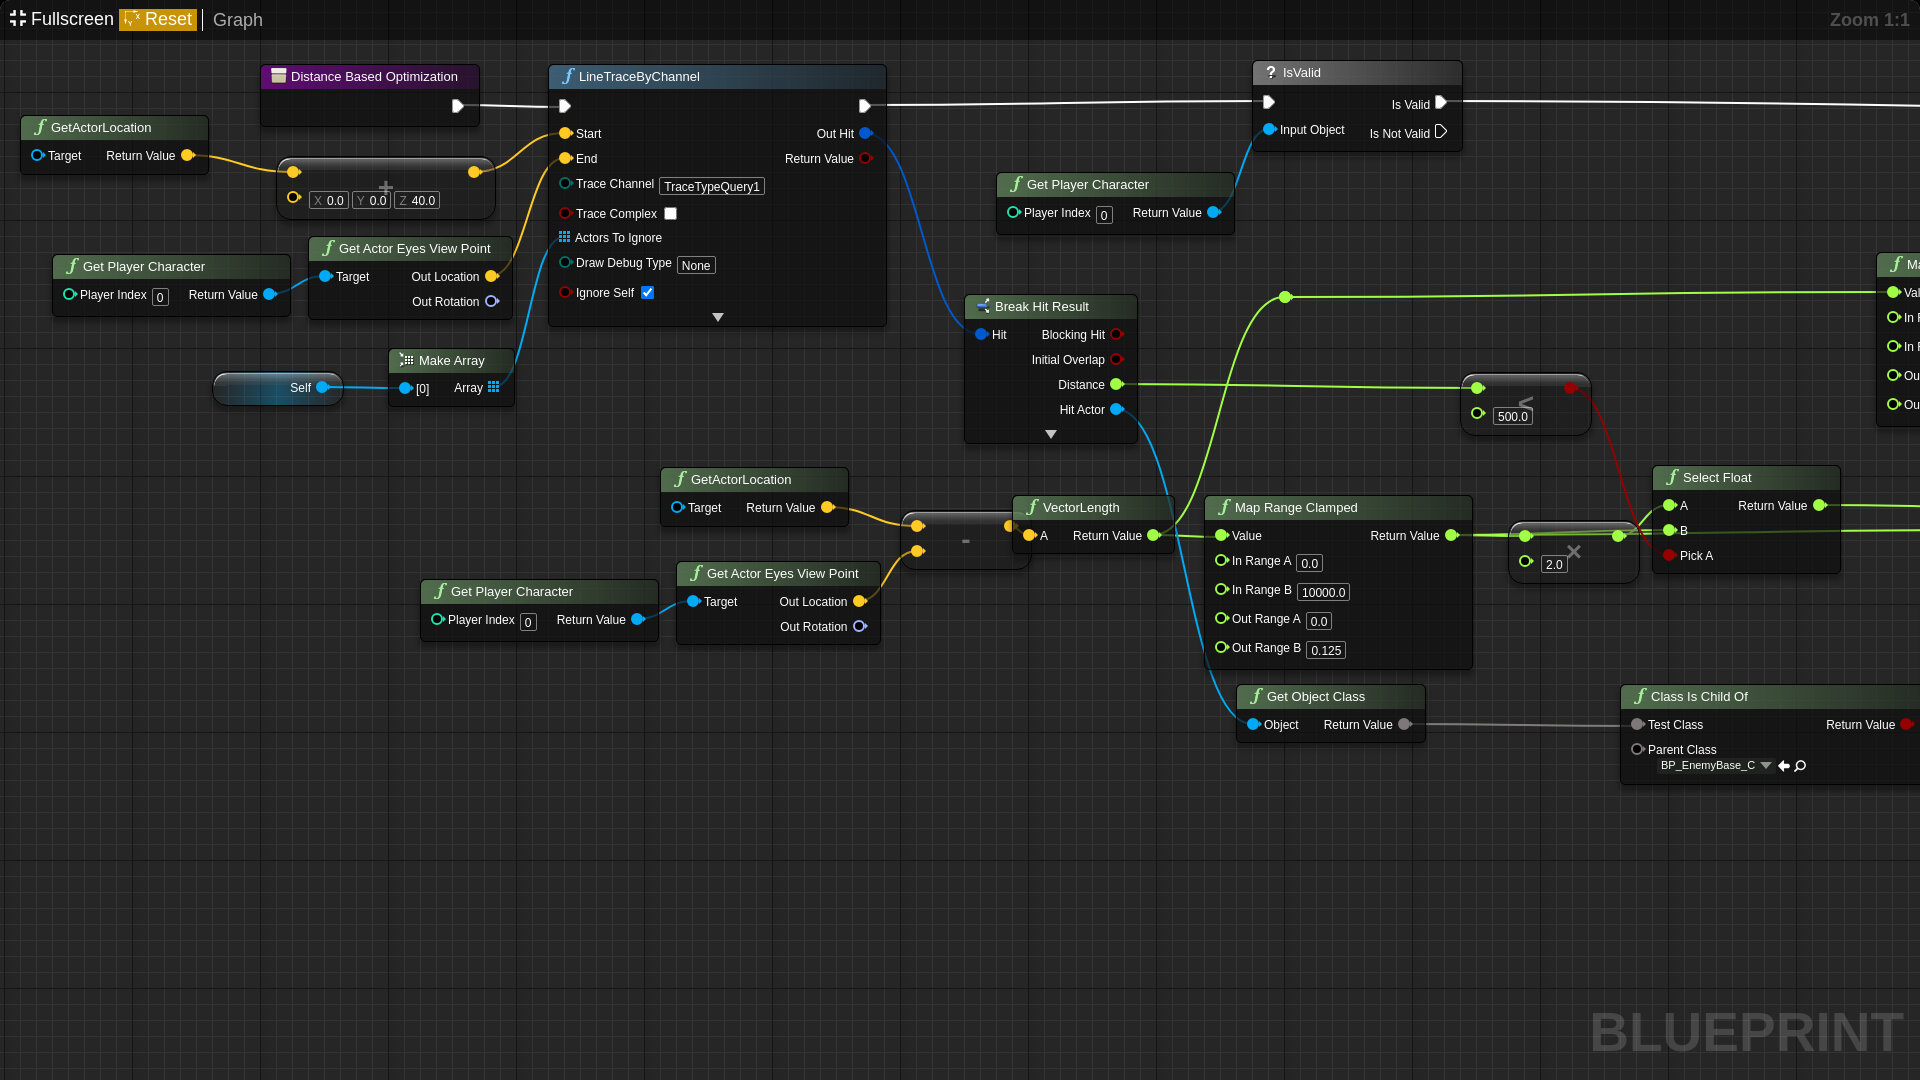 Fullscreen Reset Graph
Zoom 1:1
Distance Based Optimization
GetActorLocation
Target Return Value
+
X 0.0 Y 0.0 Z 40.0
Get Player Character
Player Index 0 Return Value
Get Actor Eyes View Point
Target Out Location
Out Rotation
Self
Make Array
[0] Array
LineTraceByChannel
Start Out Hit
End Return Value
Trace Channel TraceTypeQuery1
Trace Complex
Actors To Ignore
Draw Debug Type None
Ignore Self
? IsValid
Is Valid
Input Object Is Not Valid
Get Player Character
Player Index 0 Return Value
Break Hit Result
Hit Blocking Hit
Initial Overlap
Distance
Hit Actor
<
500.0
Ma
Val
In F
In F
Ou
Ou
GetActorLocation
Target Return Value
Get Player Character
Player Index 0 Return Value
Get Actor Eyes View Point
Target Out Location
Out Rotation
-
VectorLength
A Return Value
Map Range Clamped
Value Return Value
In Range A 0.0
In Range B 10000.0
Out Range A 0.0
Out Range B 0.125
×
2.0
Select Float
A Return Value
B
Pick A
Get Object Class
Object Return Value
Class Is Child Of
Test Class Return Value
Parent Class
BP_EnemyBase_C
BLUEPRINT